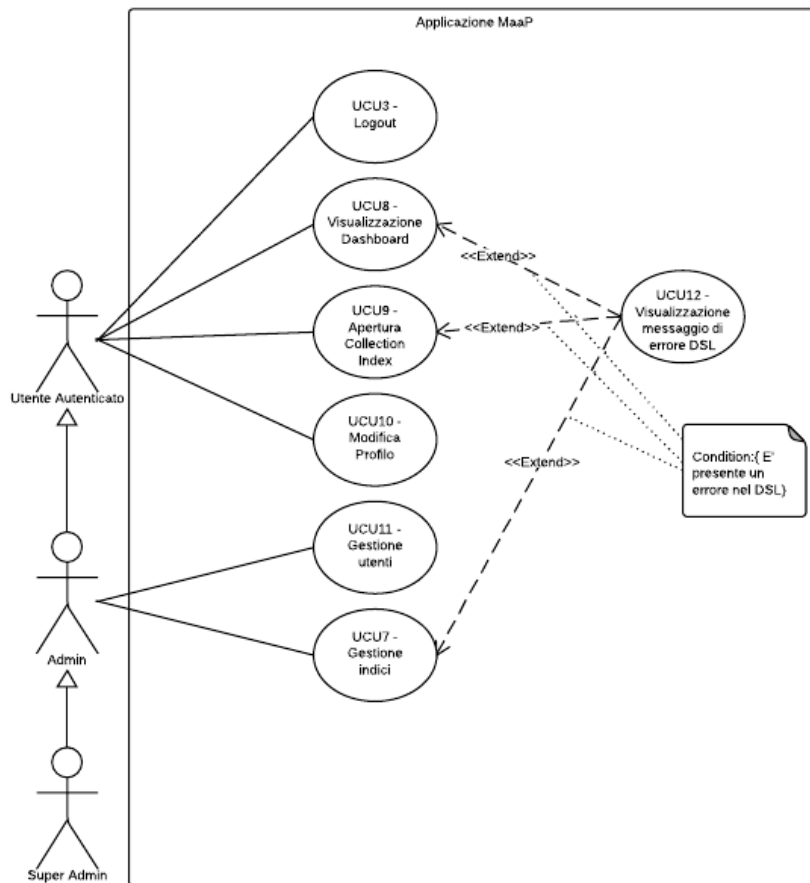 Applicazione MaaP
UCU3 -
Logout
UCU8 -
Visualizzazione
Dashboard
<<Extend>>
UCU12 -
Visualizzazione
messaggio di
errore DSL
UCU9 -
Apertura
Collection
Index
<<Extend>>
Utente Autenticato
UCU10 -
Modifica
Profilo
<<Extend>>
Condition:{ E'
presente un
errore nel DSL}
UCU11 -
Gestione
utenti
Admin
UCU7 -
Gestione
indici
Super Admin